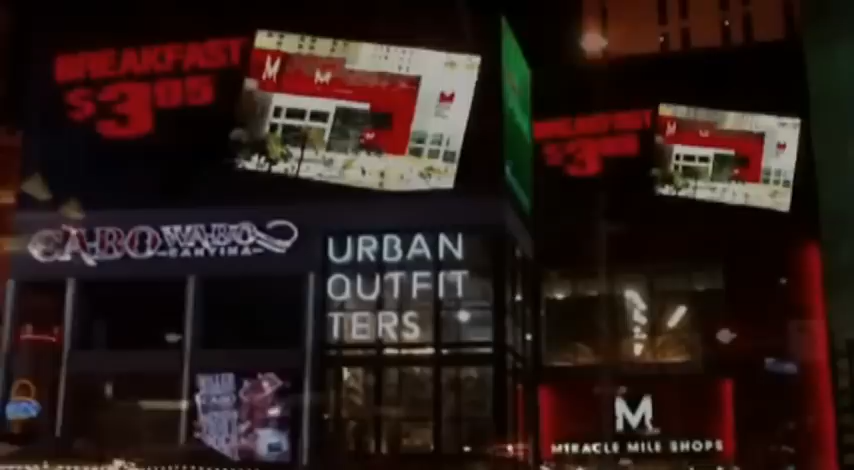 BREAKFAST
$3.95
BREAKFAST
$3.95
M
M
CABO WABO
CANTINA
URBAN
OUTFIT
TERS
M
MIRACLE MILE SHOPS